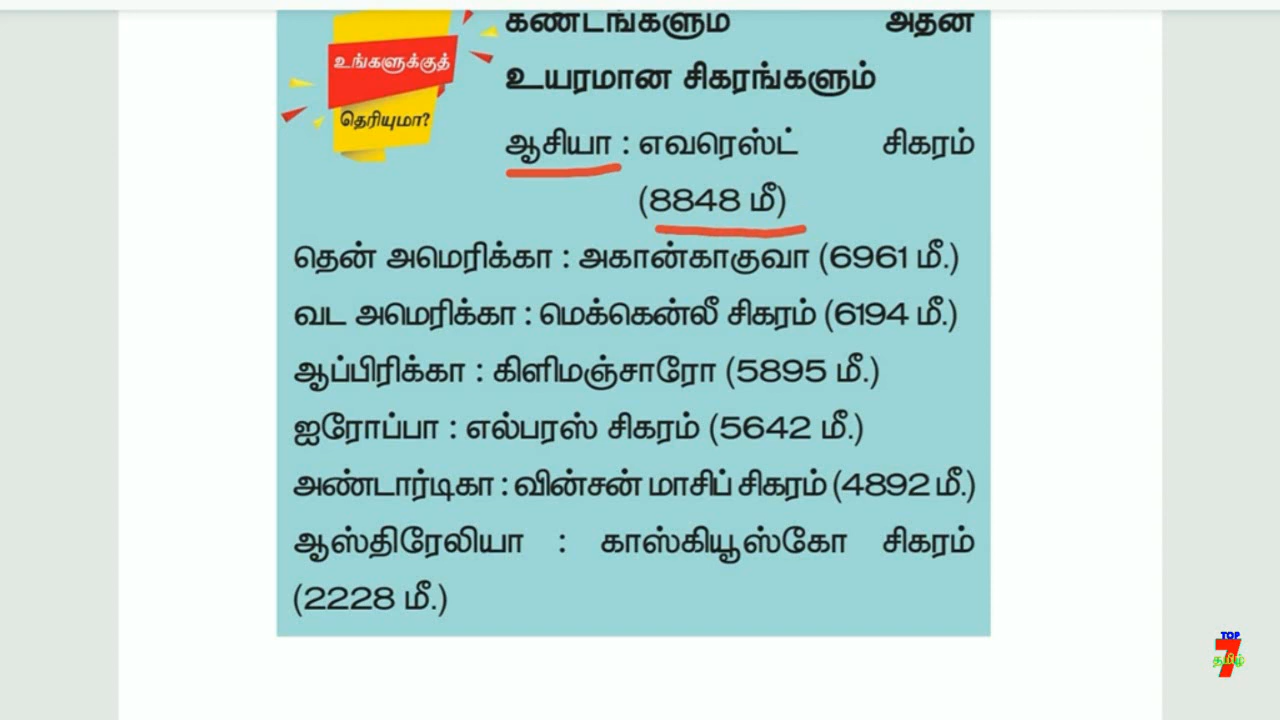 உங்களுக்குத்
தெரியுமா?
கண்டங்களும் அதன்
உயரமான சிகரங்களும்
ஆசியா : எவரெஸ்ட் சிகரம்
(8848 மீ)
தென் அமெரிக்கா : அகான்காகுவா (6961 மீ.)
வட அமெரிக்கா : மெக்கென்லீ சிகரம் (6194 மீ.)
ஆப்பிரிக்கா : கிளிமஞ்சாரோ (5895 மீ.)
ஐரோப்பா : எல்பரஸ் சிகரம் (5642 மீ.)
அண்டார்டிகா : வின்சன் மாசிப் சிகரம் (4892 மீ.)
ஆஸ்திரேலியா : காஸ்கியூஸ்கோ சிகரம்
(2228 மீ.)
TOP
7
தமிழ்